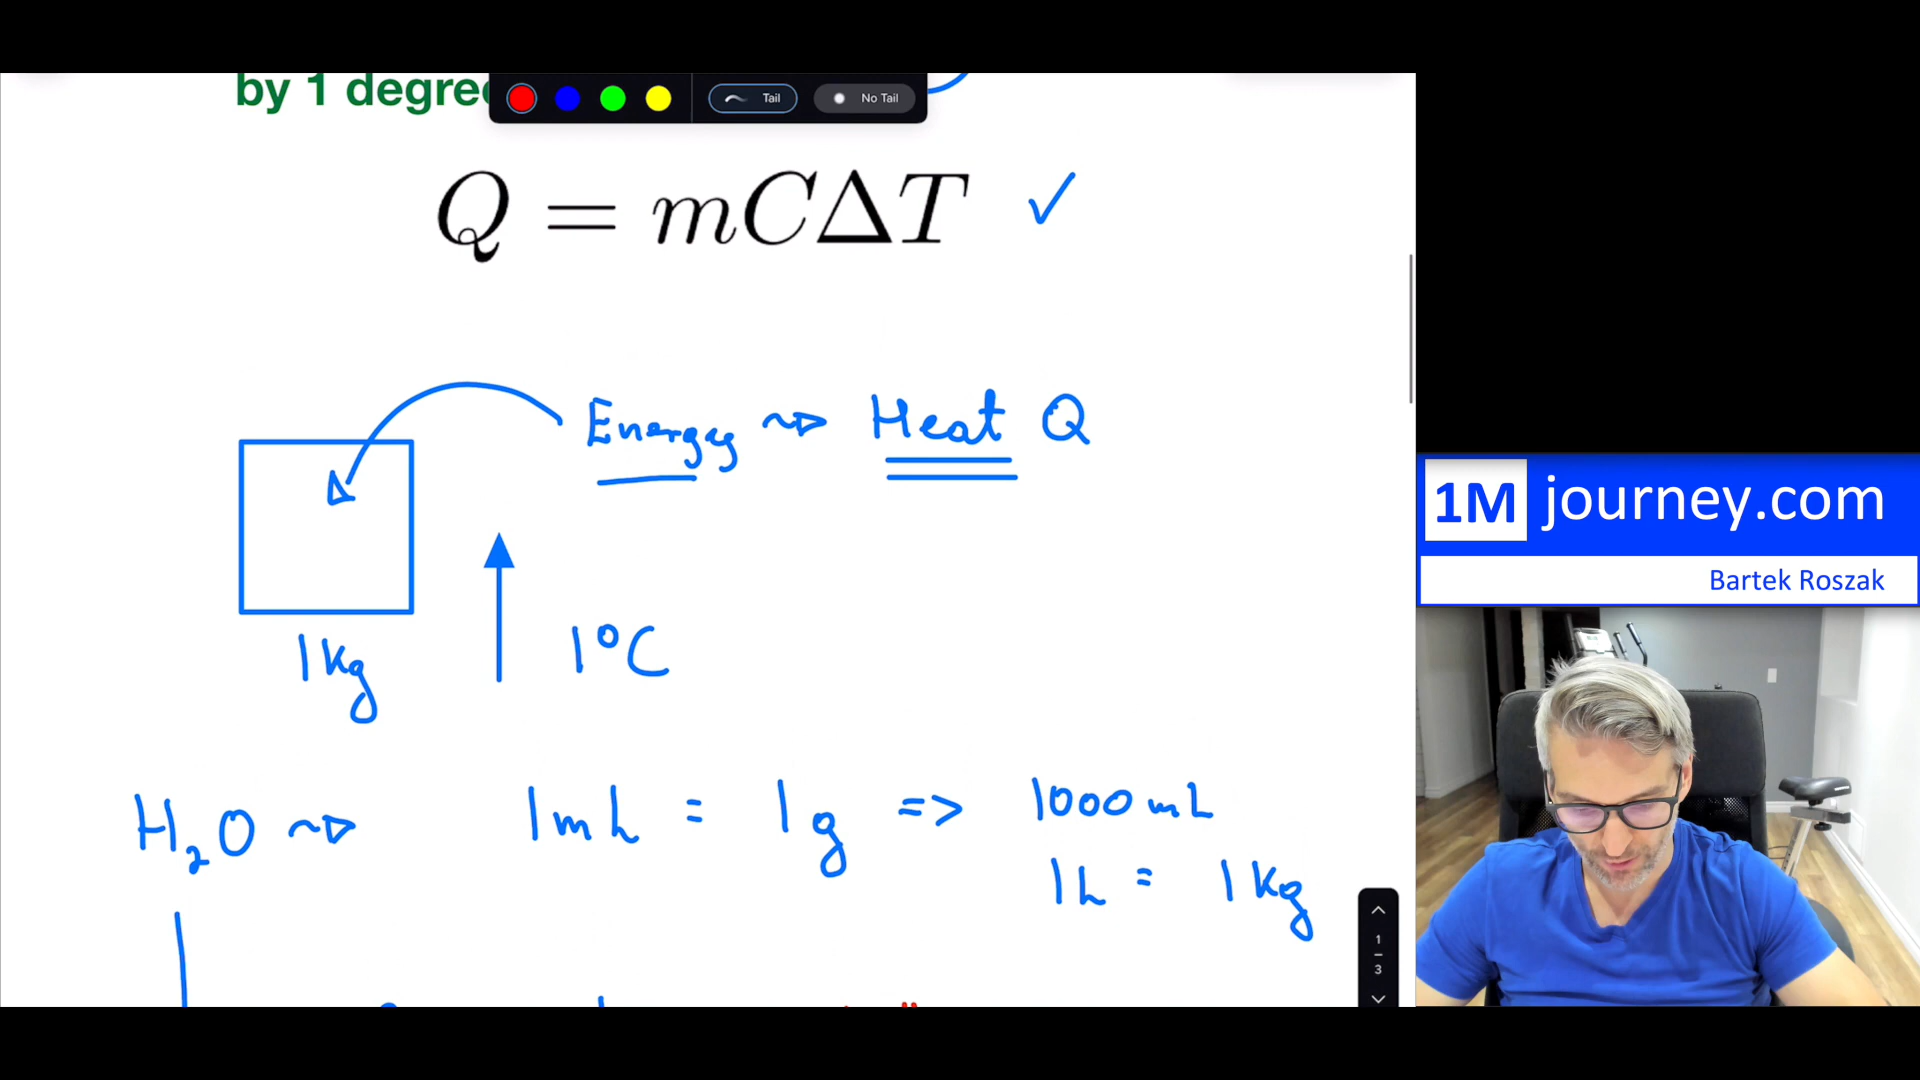 by 1 degre
Tail
No Tail
Q = mCΔT ✓
Energy ⤳ Heat Q
1kg
1°C
H₂O ⤳ 1mL = 1g => 1000mL
1L = 1kg
1
3
1M journey.com
Bartek Roszak